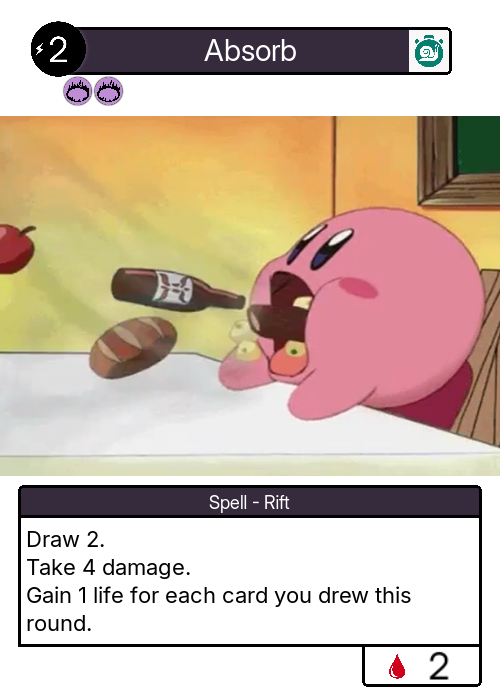 2
Absorb
Spell - Rift
Draw 2.
Take 4 damage.
Gain 1 life for each card you drew this
round.
2